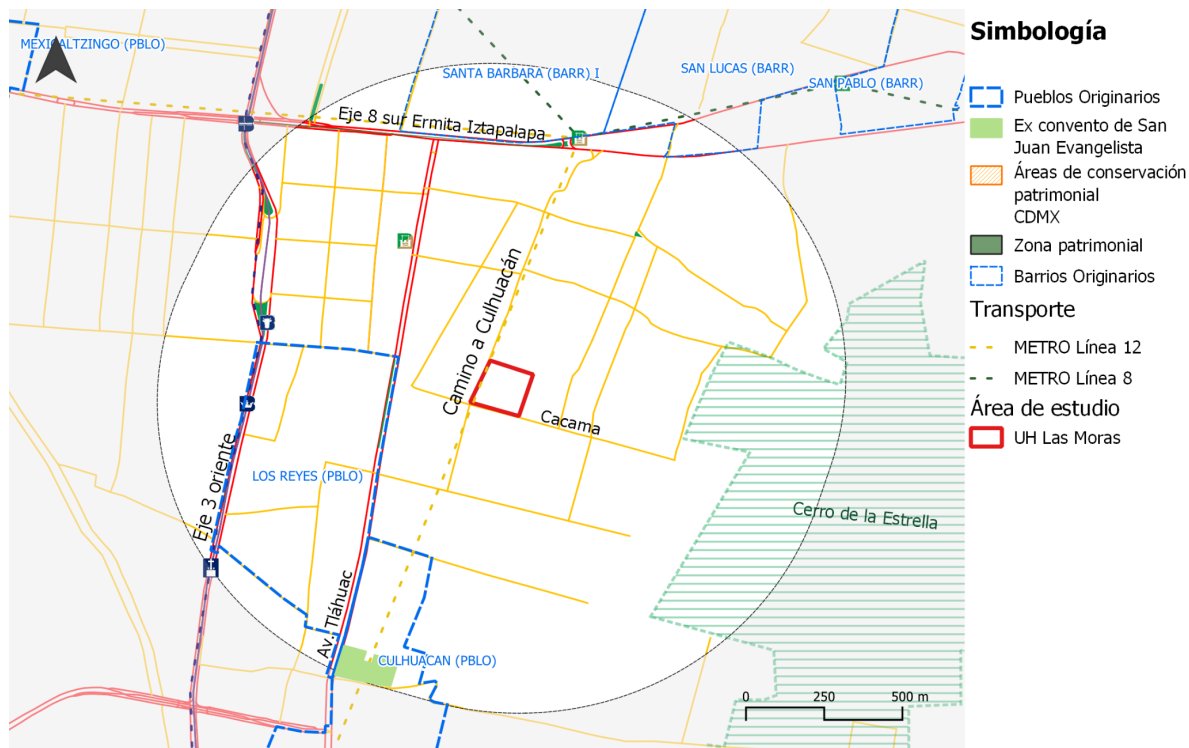 MEXICALTZINGO (PBLO)
SANTA BARBARA (BARR) I
SAN LUCAS (BARR)
SAN PABLO (BARR)
Eje 8 sur Ermita Iztapalapa
Camino a Culhuacán
Cacama
LOS REYES (PBLO)
Eje 3 oriente
Cerro de la Estrella
Av. Tláhuac
CULHUACAN (PBLO)
0 250 500 m
Simbología
Pueblos Originarios
Ex convento de San
Juan Evangelista
Áreas de conservación
patrimonial
CDMX
Zona patrimonial
Barrios Originarios
Transporte
METRO Línea 12
METRO Línea 8
Área de estudio
UH Las Moras